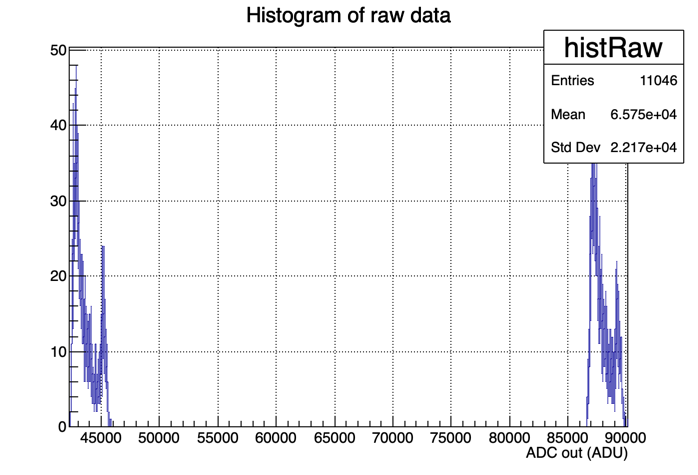 Histogram of raw data
histRaw
Entries 11046
Mean 6.575e+04
Std Dev 2.217e+04
50
40
30
20
10
0
45000 50000 55000 60000 65000 70000 75000 80000 85000 90000
ADC out (ADU)